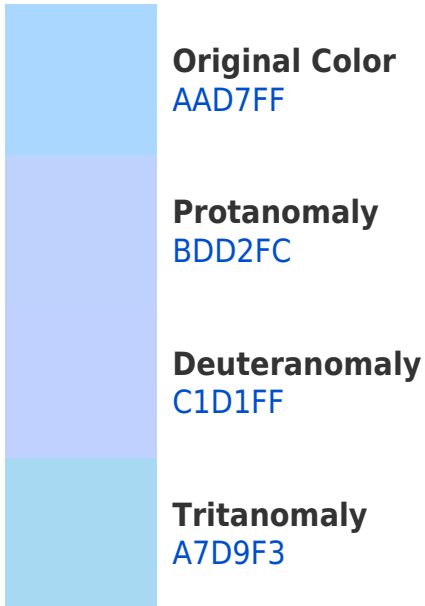 Original Color
AAD7FF
Protanomaly
BDD2FC
Deuteranomaly
C1D1FF
Tritanomaly
A7D9F3